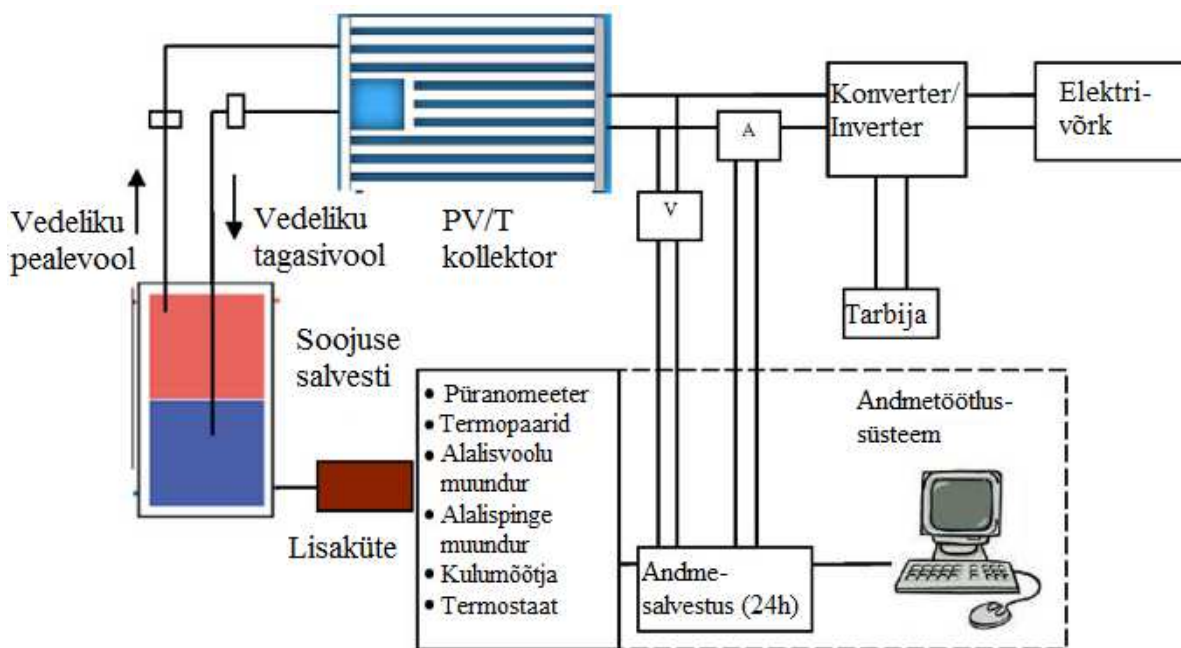 Konverter/
Inverter
Elektri-
võrk
A
V
Vedeliku
pealevool
Vedeliku
tagasivool
PV/T
kollektor
Tarbija
Soojuse
salvesti
Lisaküte
• Püranomeeter
• Termopaarid
• Alalisvoolu
muundur
• Alalispinge
muundur
• Kulumõõtja
• Termostaat
Andmetöötlus-
süsteem
Andme-
salvestus (24h)